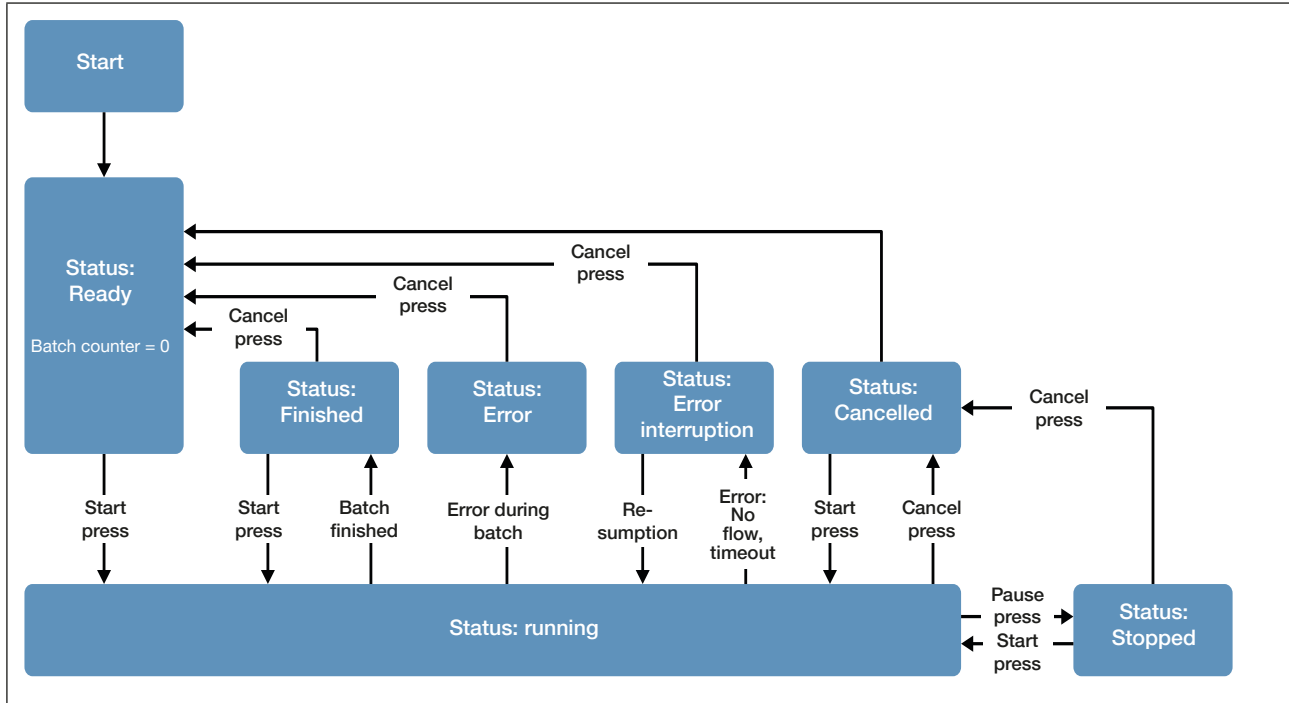 Start
Status:
Ready
Batch counter = 0
Cancel
press
Cancel
press
Cancel
press
Status:
Finished
Status:
Error
Status:
Error
interruption
Status:
Cancelled
Cancel
press
Start
press
Start
press
Batch
finished
Error during
batch
Re-
sumption
Error:
No
flow,
timeout
Start
press
Cancel
press
Status: running
Pause
press
Start
press
Status:
Stopped